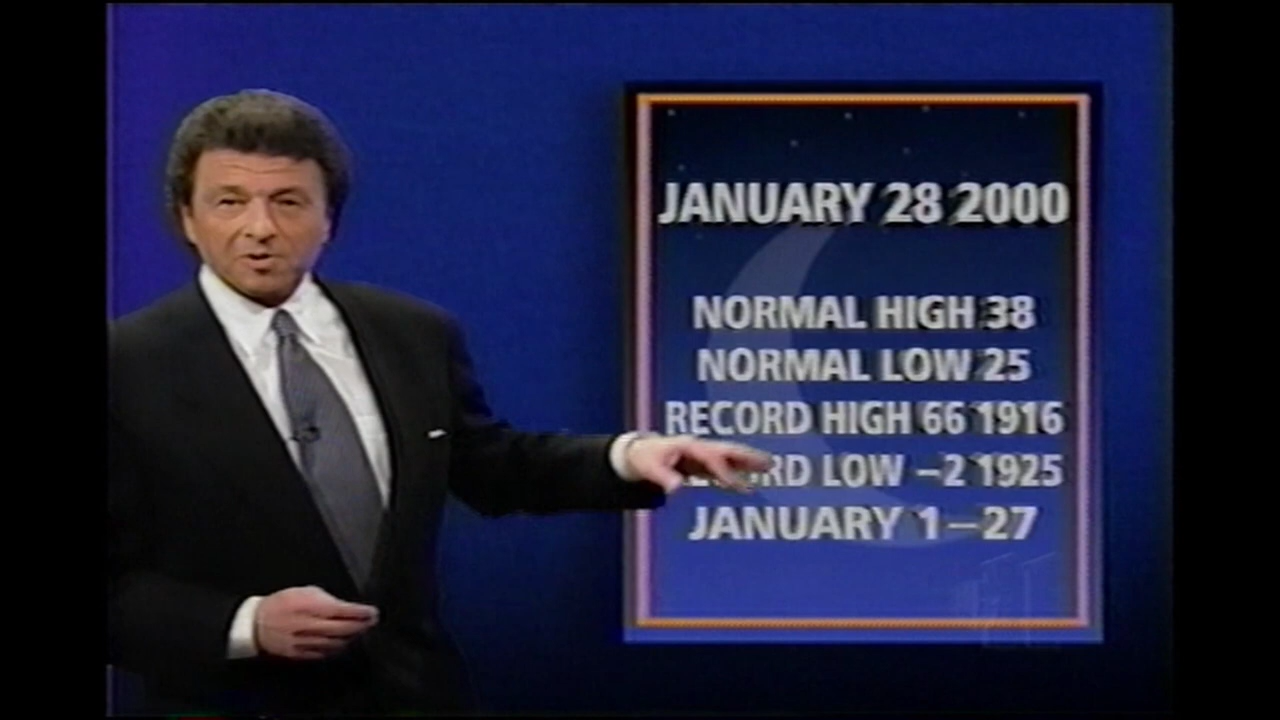 JANUARY 28 2000
NORMAL HIGH 38
NORMAL LOW 25
RECORD HIGH 66 1916
LOW –2 1925
JANUARY 1–27